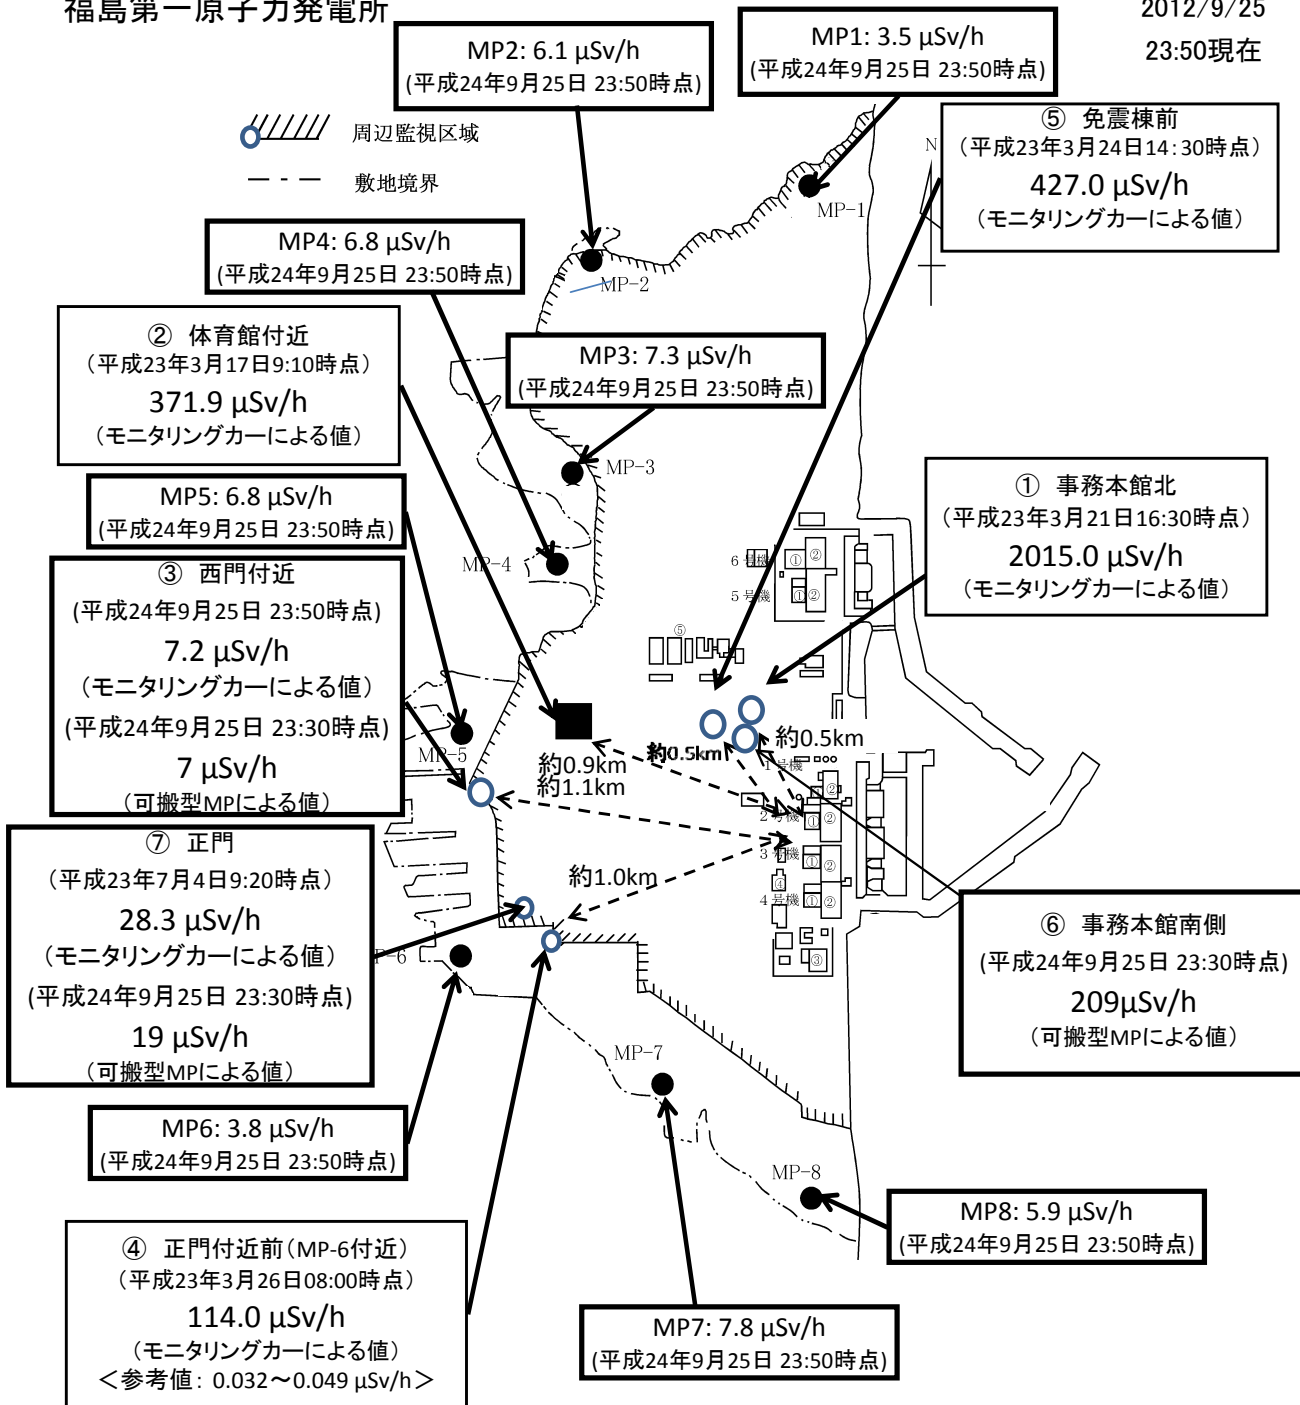 福島第一原子力発電所
2012/9/25
23:50現在
MP2: 6.1 μSv/h
(平成24年9月25日 23:50時点)
MP1: 3.5 μSv/h
(平成24年9月25日 23:50時点)
周辺監視区域
敷地境界
⑤ 免震棟前
(平成23年3月24日14:30時点)
427.0 μSv/h
(モニタリングカーによる値)
N
MP-1
MP4: 6.8 μSv/h
(平成24年9月25日 23:50時点)
MP-2
② 体育館付近
(平成23年3月17日9:10時点)
371.9 μSv/h
(モニタリングカーによる値)
MP3: 7.3 μSv/h
(平成24年9月25日 23:50時点)
MP-3
MP5: 6.8 μSv/h
(平成24年9月25日 23:50時点)
① 事務本館北
(平成23年3月21日16:30時点)
2015.0 μSv/h
(モニタリングカーによる値)
MP-4
6号機
① ②
5号機
① ②
⑤
③ 西門付近
(平成24年9月25日 23:50時点)
7.2 μSv/h
(モニタリングカーによる値)
(平成24年9月25日 23:30時点)
7 μSv/h
(可搬型MPによる値)
MP-5
約0.9km
約1.1km
約0.5km
約0.5km
1号機
②
2号機
① ②
3号機
① ②
④
4号機
① ②
③
約1.0km
⑦ 正門
(平成23年7月4日9:20時点)
28.3 μSv/h
(モニタリングカーによる値)
(平成24年9月25日 23:30時点)
19 μSv/h
(可搬型MPによる値)
P-6
⑥ 事務本館南側
(平成24年9月25日 23:30時点)
209μSv/h
(可搬型MPによる値)
MP-7
MP6: 3.8 μSv/h
(平成24年9月25日 23:50時点)
MP-8
MP8: 5.9 μSv/h
(平成24年9月25日 23:50時点)
④ 正門付近前(MP-6付近)
(平成23年3月26日08:00時点)
114.0 μSv/h
(モニタリングカーによる値)
<参考値: 0.032～0.049 μSv/h>
MP7: 7.8 μSv/h
(平成24年9月25日 23:50時点)